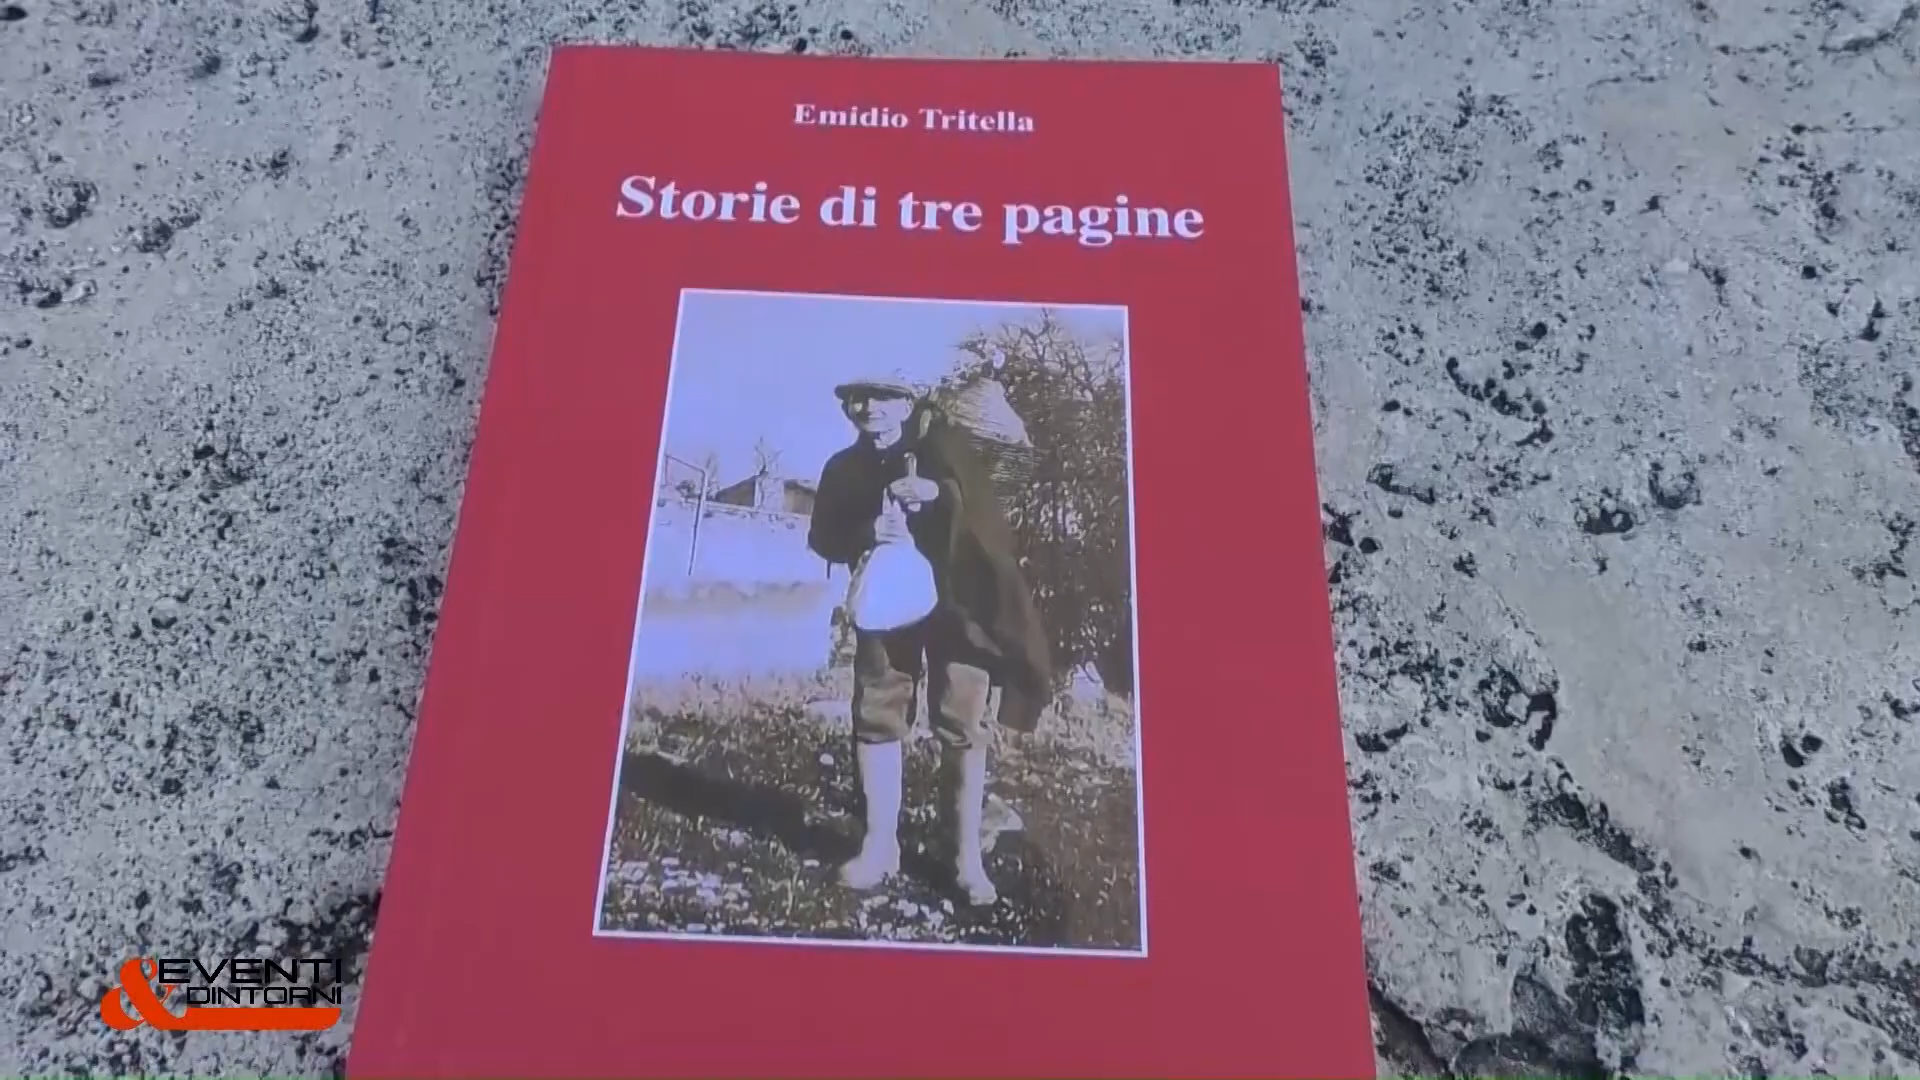 Emidio Tritella
Storie di tre pagine
& EVENTI
DINTORNI